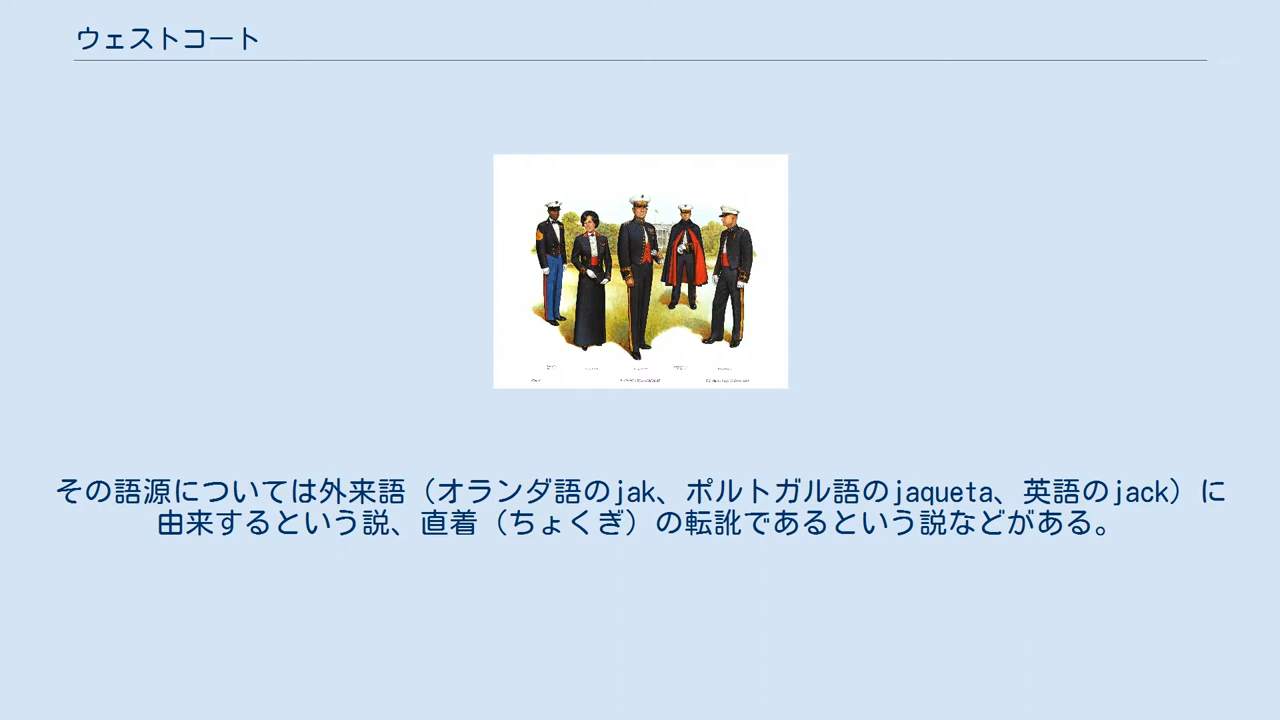 ウェストコート
その語源については外来語（オランダ語のjak、ポルトガル語のjaqueta、英語のjack）に
由来するという説、直着（ちょくぎ）の転訛であるという説などがある。